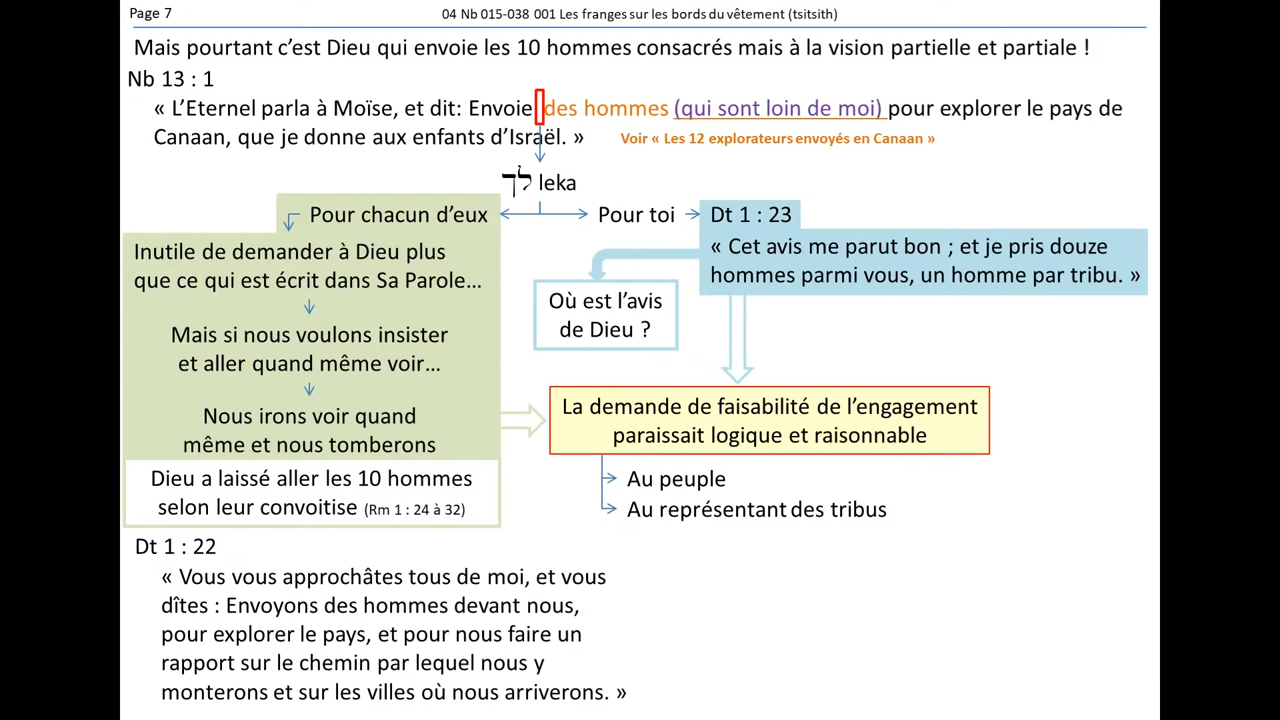 Page 7
04 Nb 015-038 001 Les franges sur les bords du vêtement (tsitsith)
Mais pourtant c’est Dieu qui envoie les 10 hommes consacrés mais à la vision partielle et partiale !
Nb 13 : 1
« L’Eternel parla à Moïse, et dit: Envoie des hommes (qui sont loin de moi) pour explorer le pays de
Canaan, que je donne aux enfants d’Israël. »
Voir « Les 12 explorateurs envoyés en Canaan »
לך leka
Pour chacun d’eux
Pour toi
Dt 1 : 23
« Cet avis me parut bon ; et je pris douze
hommes parmi vous, un homme par tribu. »
Inutile de demander à Dieu plus
que ce qui est écrit dans Sa Parole…
Où est l’avis
de Dieu ?
Mais si nous voulons insister
et aller quand même voir…
Nous irons voir quand
même et nous tomberons
La demande de faisabilité de l’engagement
paraissait logique et raisonnable
Dieu a laissé aller les 10 hommes
selon leur convoitise (Rm 1 : 24 à 32)
Au peuple
Au représentant des tribus
Dt 1 : 22
« Vous vous approchâtes tous de moi, et vous
dîtes : Envoyons des hommes devant nous,
pour explorer le pays, et pour nous faire un
rapport sur le chemin par lequel nous y
monterons et sur les villes où nous arriverons. »